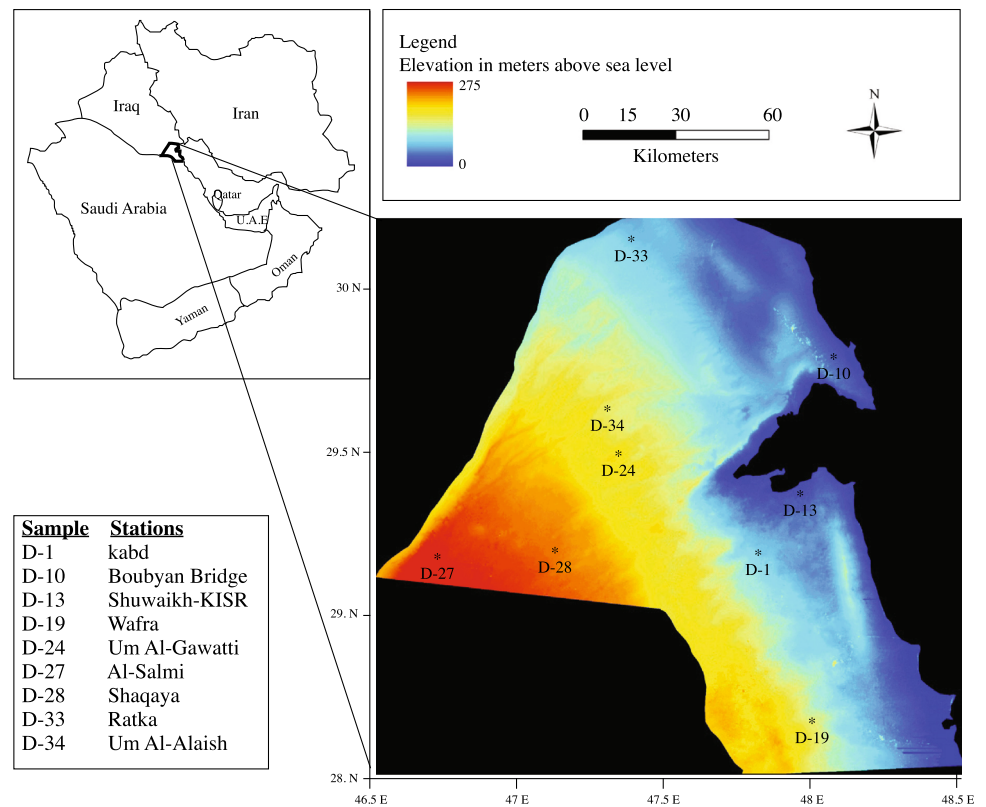 Iraq
Iran
Saudi Arabia
Qatar
U.A.E
Oman
Yaman
Legend
Elevation in meters above sea level
275
0
0 15 30 60
Kilometers
N
30 N
29.5 N
29. N
28. N
46.5 E 47 E 47.5 E 48 E 48.5 E
* D-33
* D-10
* D-34
* D-24
* D-13
* D-1
* D-27
* D-28
* D-19
Sample Stations
D-1 kabd
D-10 Boubyan Bridge
D-13 Shuwaikh-KISR
D-19 Wafra
D-24 Um Al-Gawatti
D-27 Al-Salmi
D-28 Shaqaya
D-33 Ratka
D-34 Um Al-Alaish